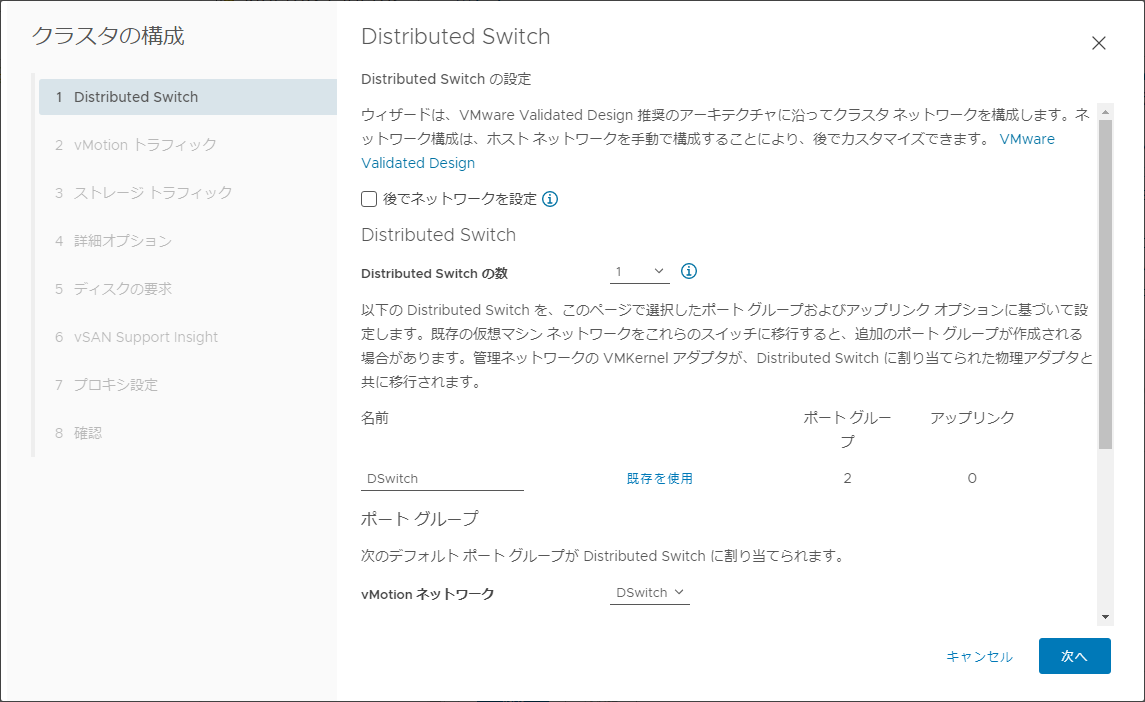 クラスタの構成
1 Distributed Switch
2 vMotion トラフィック
3 ストレージ トラフィック
4 詳細オプション
5 ディスクの要求
6 vSAN Support Insight
7 プロキシ設定
8 確認
Distributed Switch
Distributed Switch の設定
ウィザードは、VMware Validated Design 推奨のアーキテクチャに沿ってクラスタ ネットワークを構成します。ネ
ットワーク構成は、ホスト ネットワークを手動で構成することにより、後でカスタマイズできます。 VMware
Validated Design
後でネットワークを設定
Distributed Switch
Distributed Switch の数 1
以下の Distributed Switch を、このページで選択したポート グループおよびアップリンク オプションに基づいて設
定します。既存の仮想マシン ネットワークをこれらのスイッチに移行すると、追加のポート グループが作成される
場合があります。管理ネットワークの VMKernel アダプタが、Distributed Switch に割り当てられた物理アダプタと
共に移行されます。
名前 ポート グルー アップリンク
プ
DSwitch 既存を使用 2 0
ポート グループ
次のデフォルト ポート グループが Distributed Switch に割り当てられます。
vMotion ネットワーク DSwitch
キャンセル 次へ